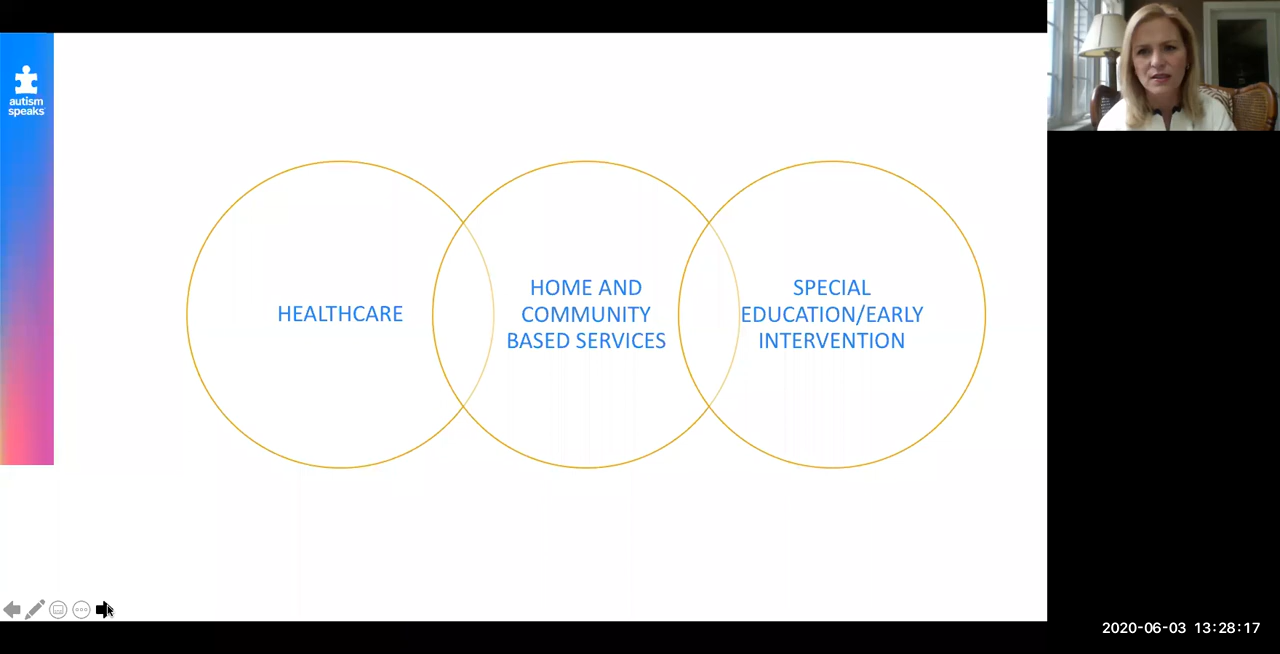 autism
speaks
HEALTHCARE
HOME AND
COMMUNITY
BASED SERVICES
SPECIAL
EDUCATION/EARLY
INTERVENTION
2020-06-03 13:28:17